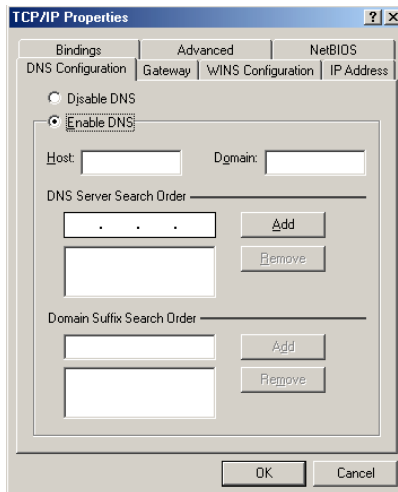 TCP/IP Properties ? ×
Bindings Advanced NetBIOS
DNS Configuration Gateway WINS Configuration IP Address
Disable DNS
Enable DNS
Host: Domain:
DNS Server Search Order
. . . Add
Remove
Domain Suffix Search Order
Add
Remove
OK Cancel